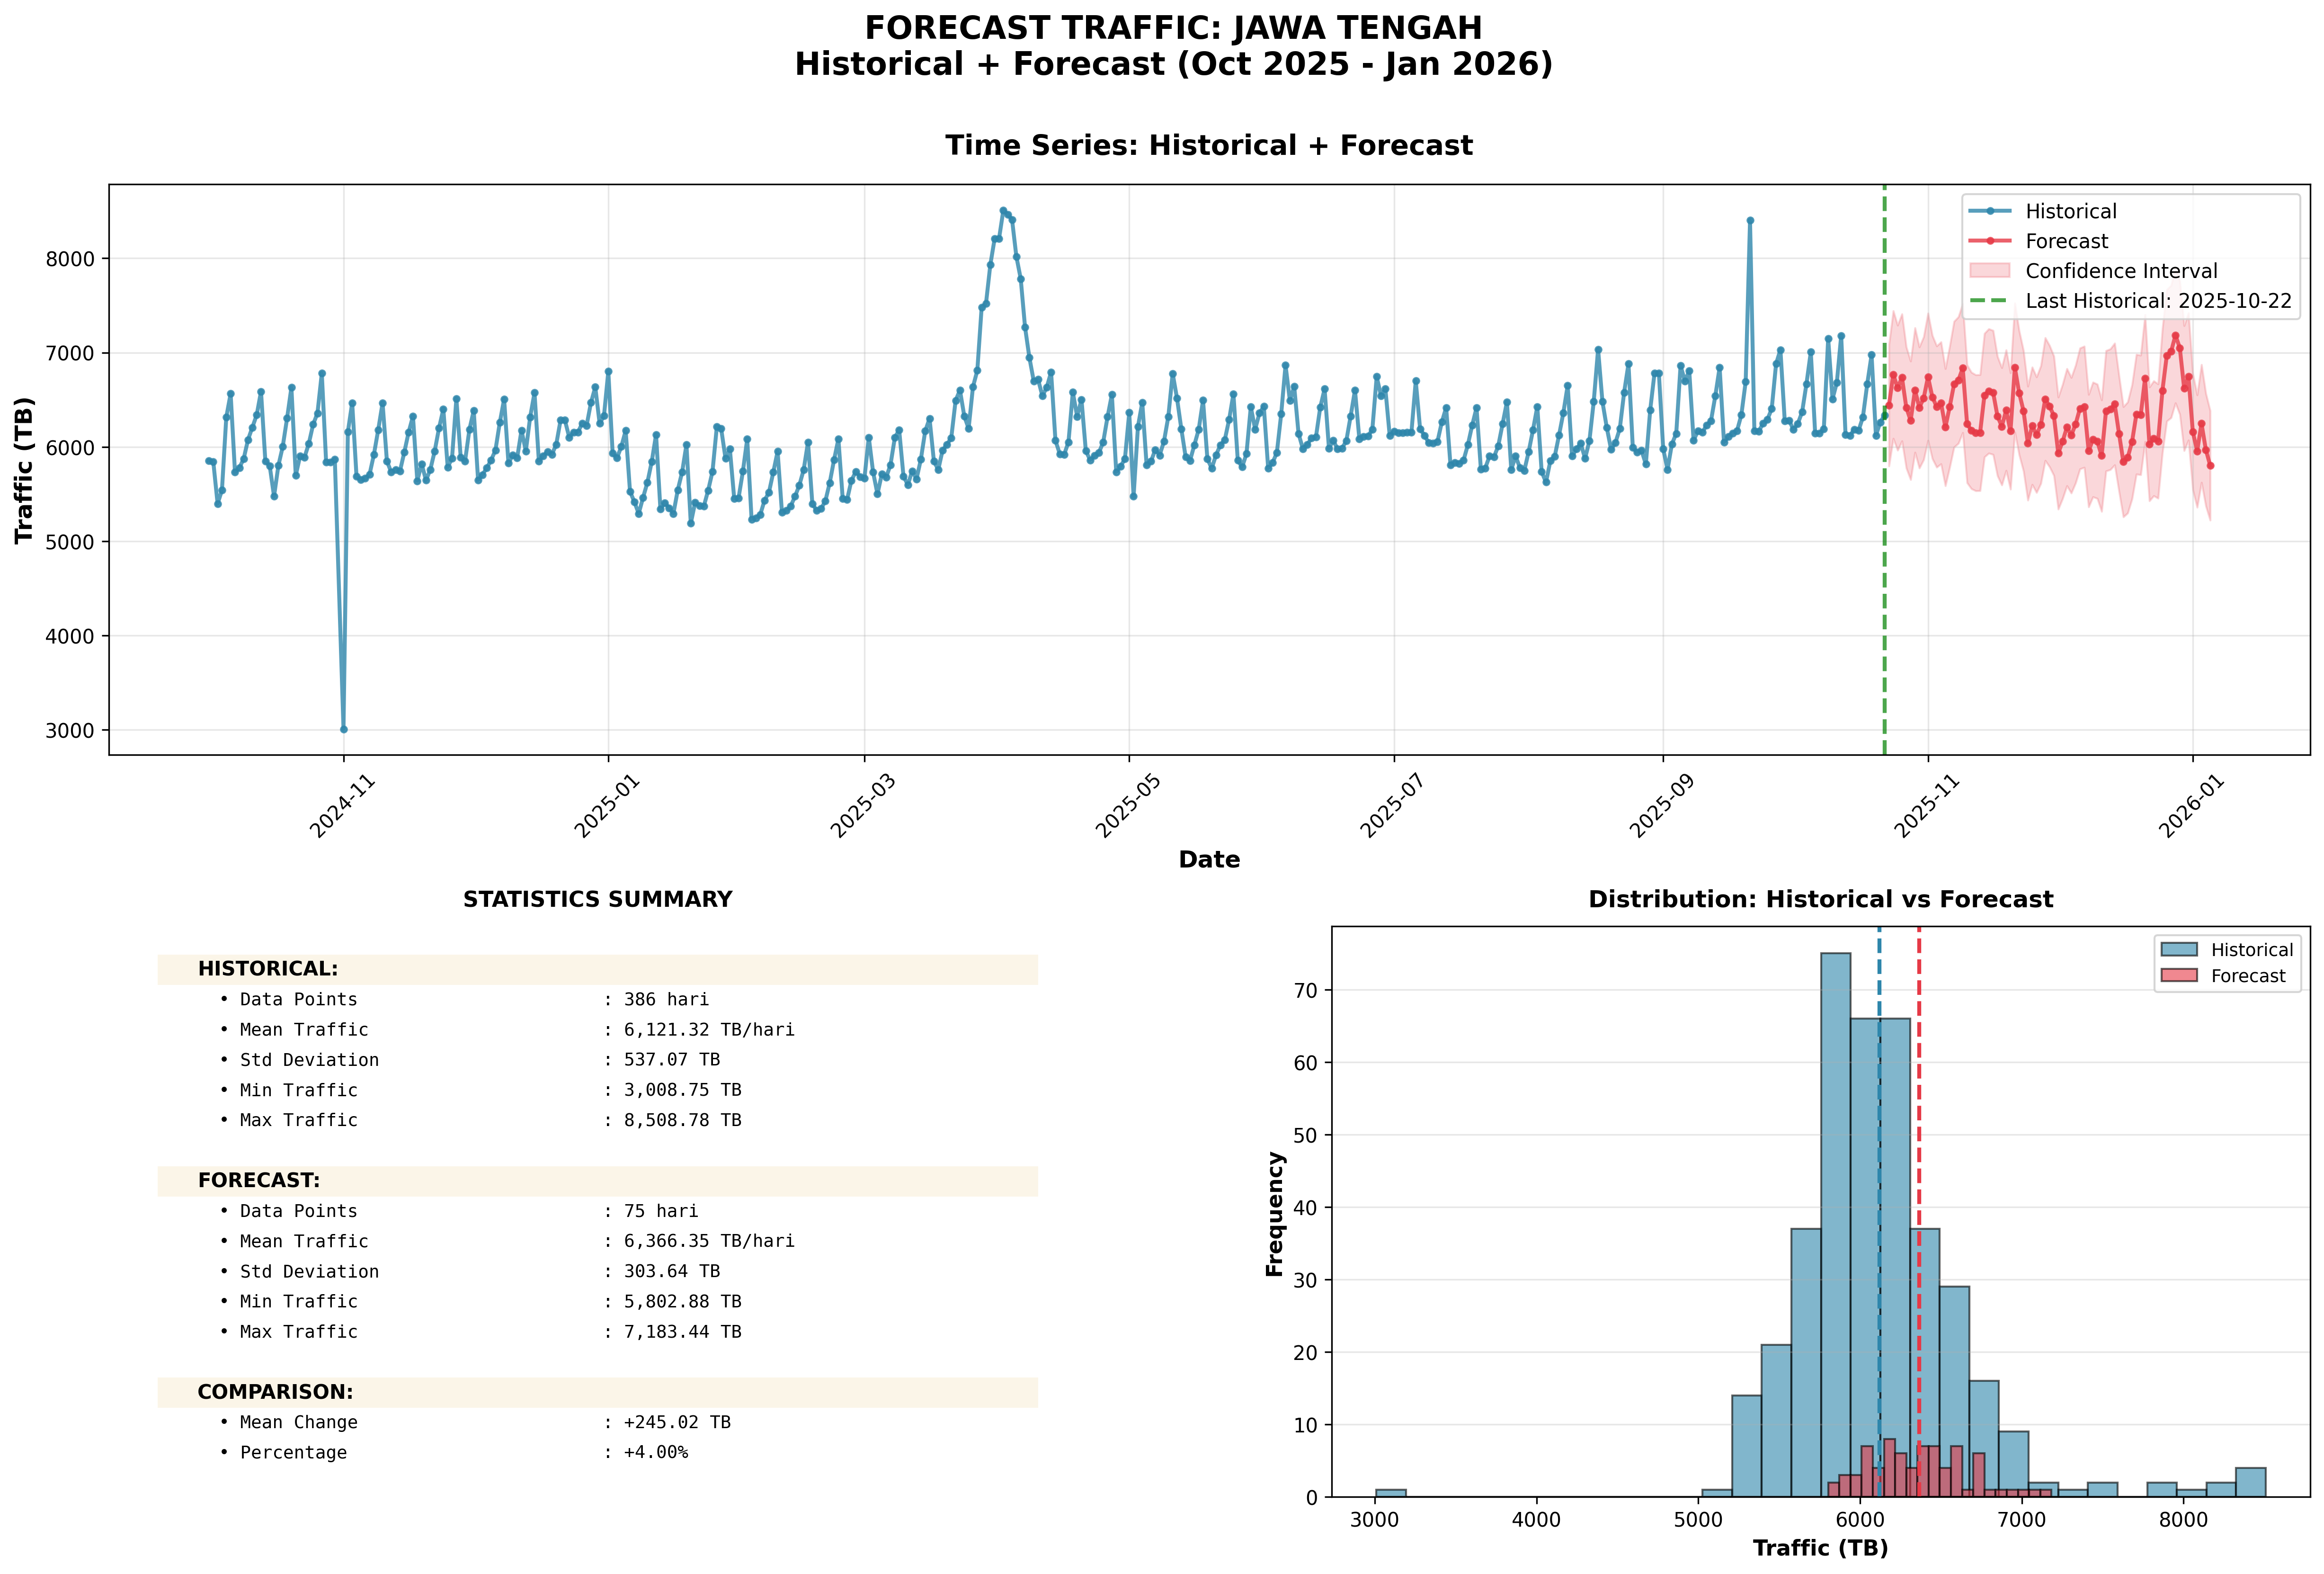 FORECAST TRAFFIC: JAWA TENGAH
Historical + Forecast (Oct 2025 - Jan 2026)
Time Series: Historical + Forecast
Traffic (TB)
8000
7000
6000
5000
4000
3000
Historical
Forecast
Confidence Interval
Last Historical: 2025-10-22
2024-11
2025-01
2025-03
2025-05
2025-07
2025-09
2025-11
2026-01
Date
STATISTICS SUMMARY
HISTORICAL:
• Data Points : 386 hari
• Mean Traffic : 6,121.32 TB/hari
• Std Deviation : 537.07 TB
• Min Traffic : 3,008.75 TB
• Max Traffic : 8,508.78 TB
FORECAST:
• Data Points : 75 hari
• Mean Traffic : 6,366.35 TB/hari
• Std Deviation : 303.64 TB
• Min Traffic : 5,802.88 TB
• Max Traffic : 7,183.44 TB
COMPARISON:
• Mean Change : +245.02 TB
• Percentage : +4.00%
Distribution: Historical vs Forecast
Frequency
70
60
50
40
30
20
10
0
Historical
Forecast
3000
4000
5000
6000
7000
8000
Traffic (TB)